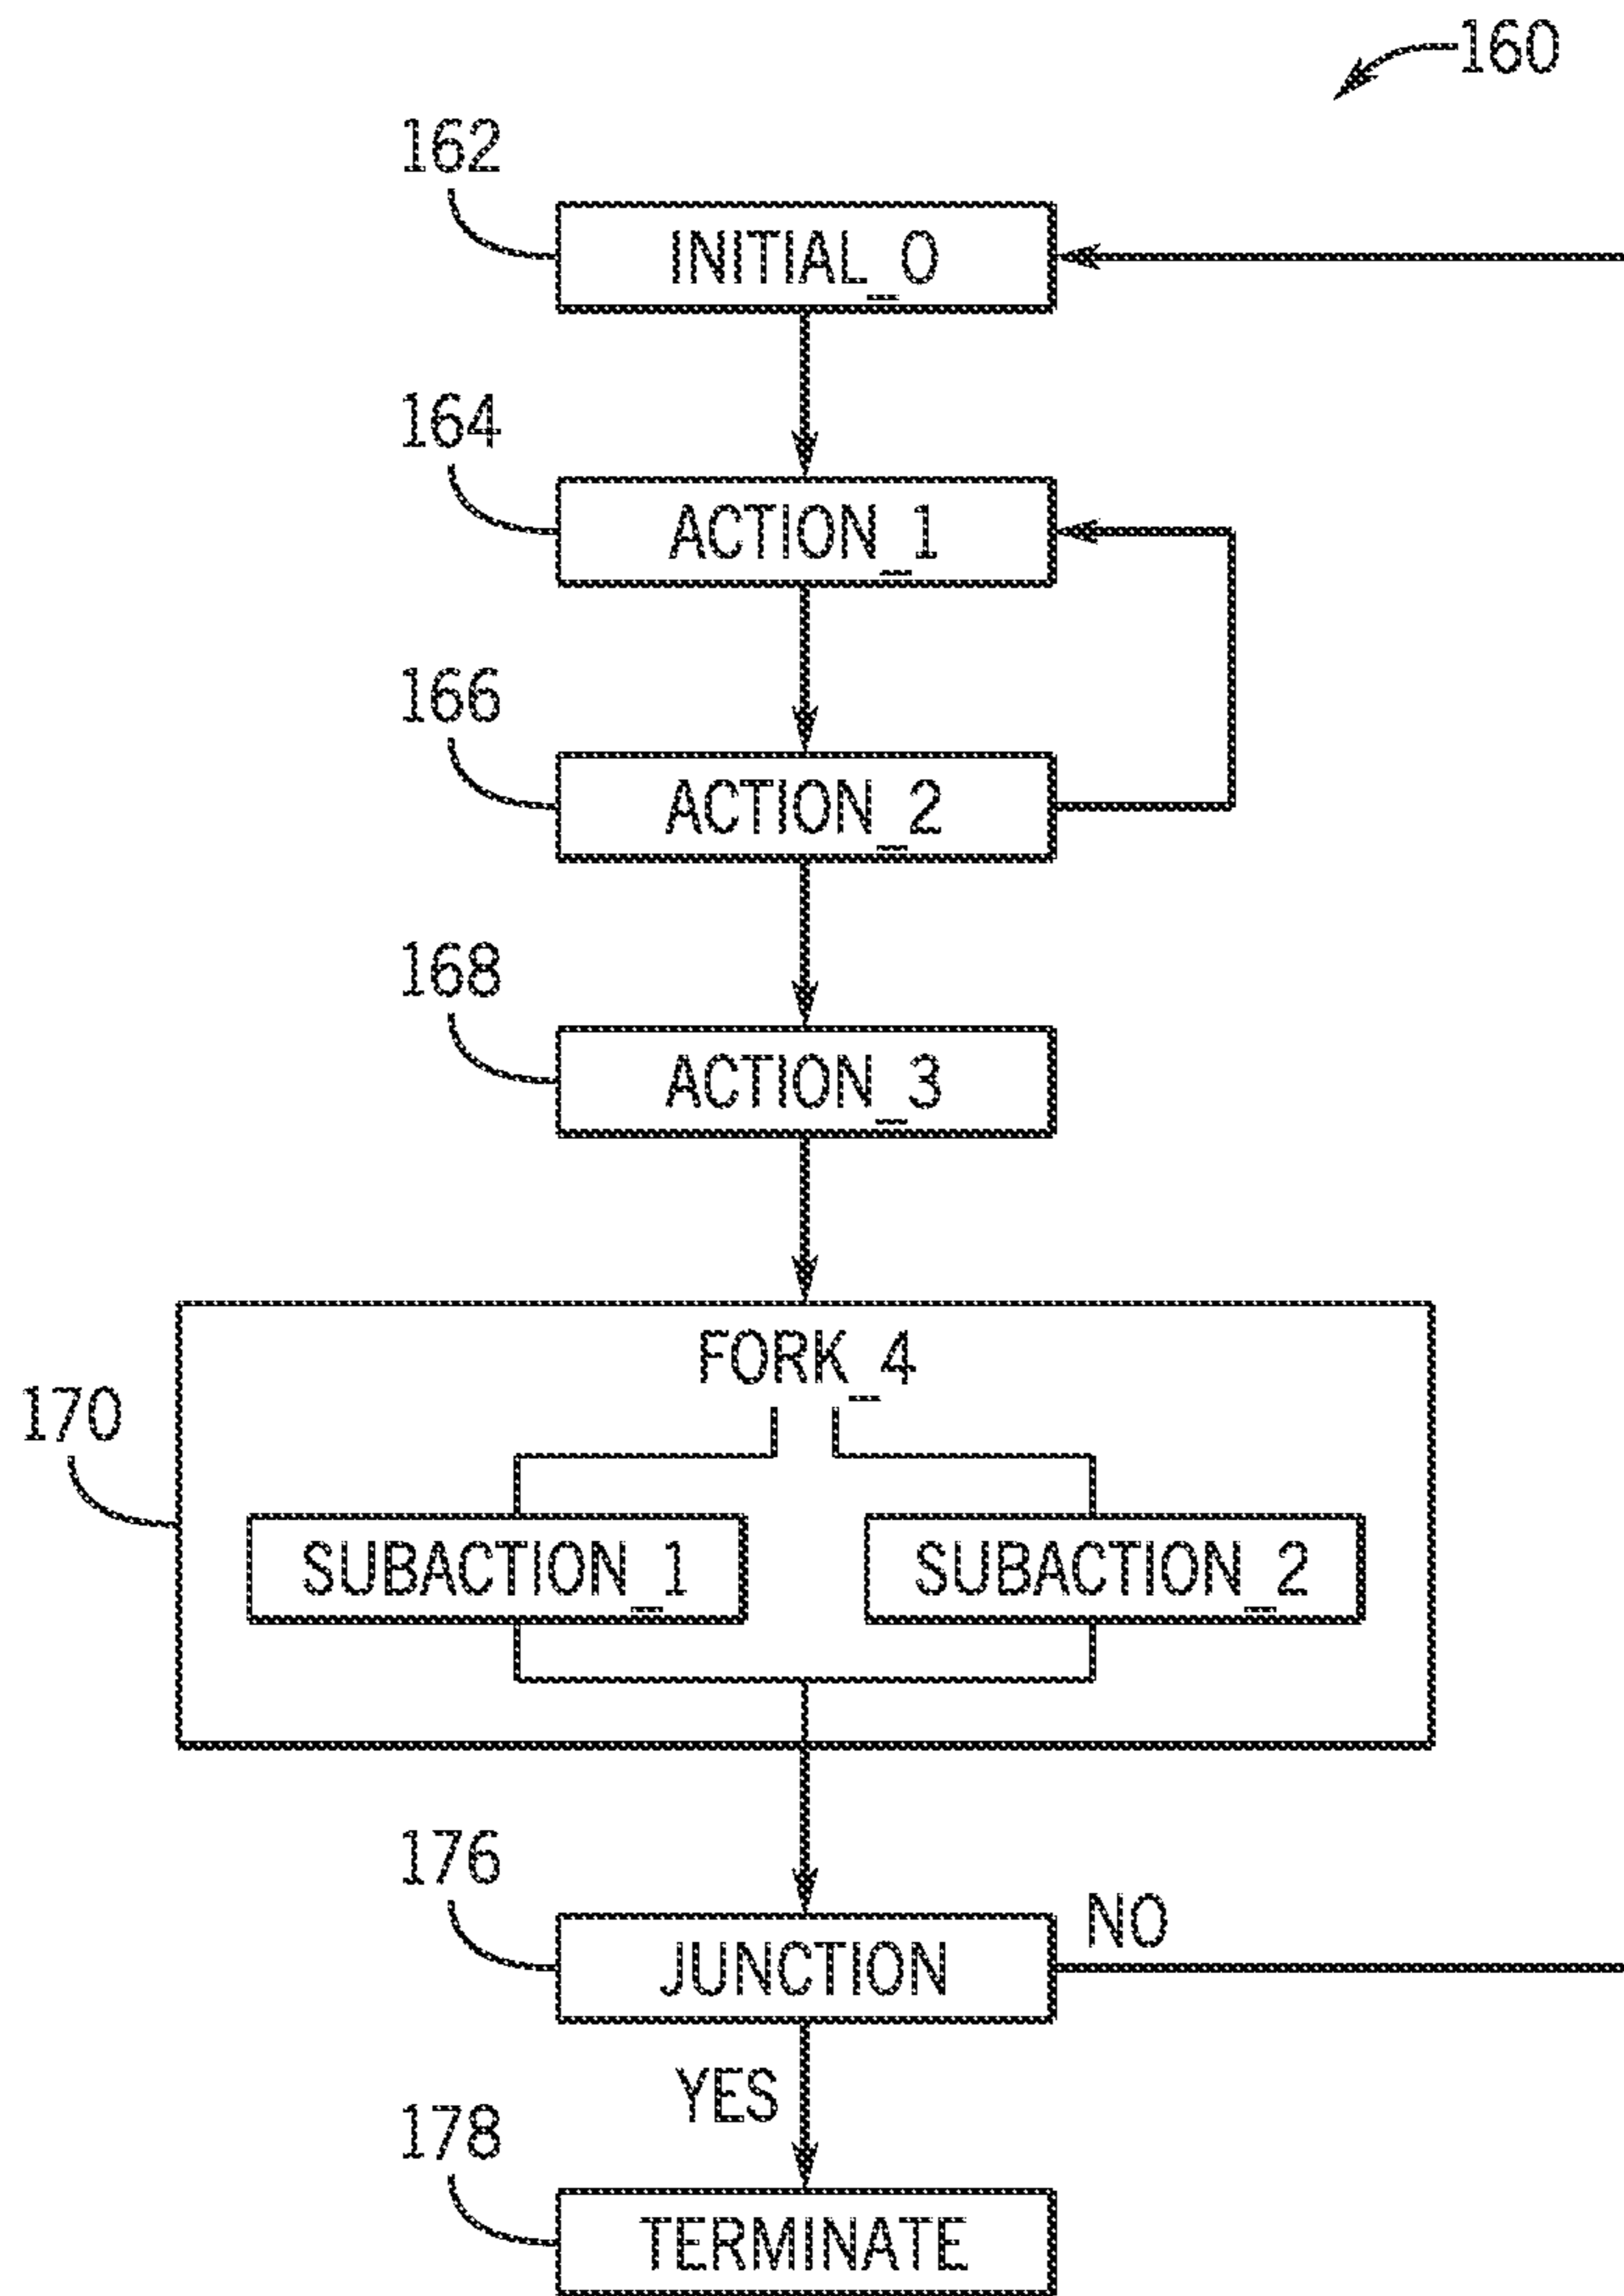 160
162
INITIAL_0
164
ACTION_1
166
ACTION_2
168
ACTION_3
170
FORK_4
SUBACTION_1
SUBACTION_2
176
JUNCTION
NO
YES
178
TERMINATE